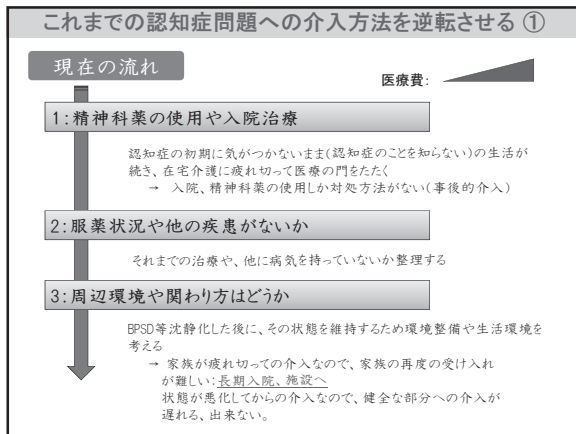 これまでの認知症問題への介入方法を逆転させる ①
現在の流れ
医療費:
1:精神科薬の使用や入院治療
認知症の初期に気がつかないまま(認知症のことを知らない)の生活が
続き、在宅介護に疲れ切って医療の門をたたく
→ 入院、精神科薬の使用しか対処方法がない(事後的介入)
2:服薬状況や他の疾患がないか
それまでの治療や、他に病気を持っていないか整理する
3:周辺環境や関わり方はどうか
BPSD等沈静化した後に、その状態を維持するため環境整備や生活環境を
考える
→ 家族が疲れ切っての介入なので、家族の再度の受け入れ
が難しい:長期入院、施設へ
状態が悪化してからの介入なので、健全な部分への介入が
遅れる、出来ない。